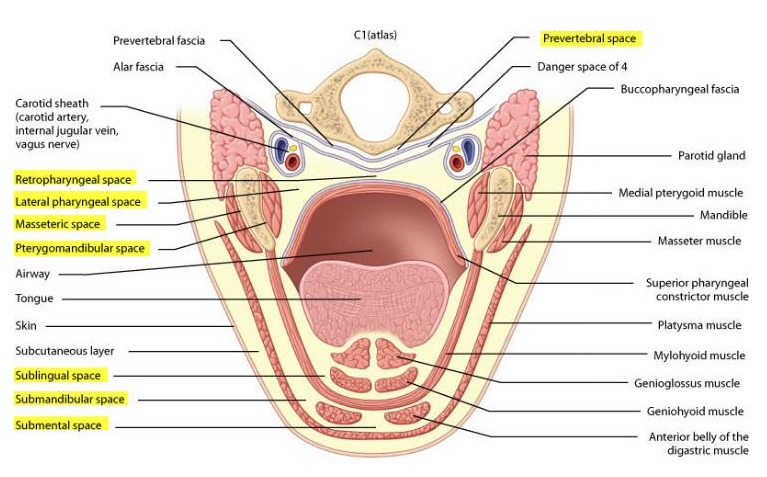 C1(atlas)
Prevertebral fascia
Alar fascia
Carotid sheath
(carotid artery,
internal jugular vein,
vagus nerve)
Retropharyngeal space
Lateral pharyngeal space
Masseteric space
Pterygomandibular space
Airway
Tongue
Skin
Subcutaneous layer
Sublingual space
Submandibular space
Submental space
Prevertebral space
Danger space of 4
Buccopharyngeal fascia
Parotid gland
Medial pterygoid muscle
Mandible
Masseter muscle
Superior pharyngeal
constrictor muscle
Platysma muscle
Mylohyoid muscle
Genioglossus muscle
Geniohyoid muscle
Anterior belly of the
digastric muscle